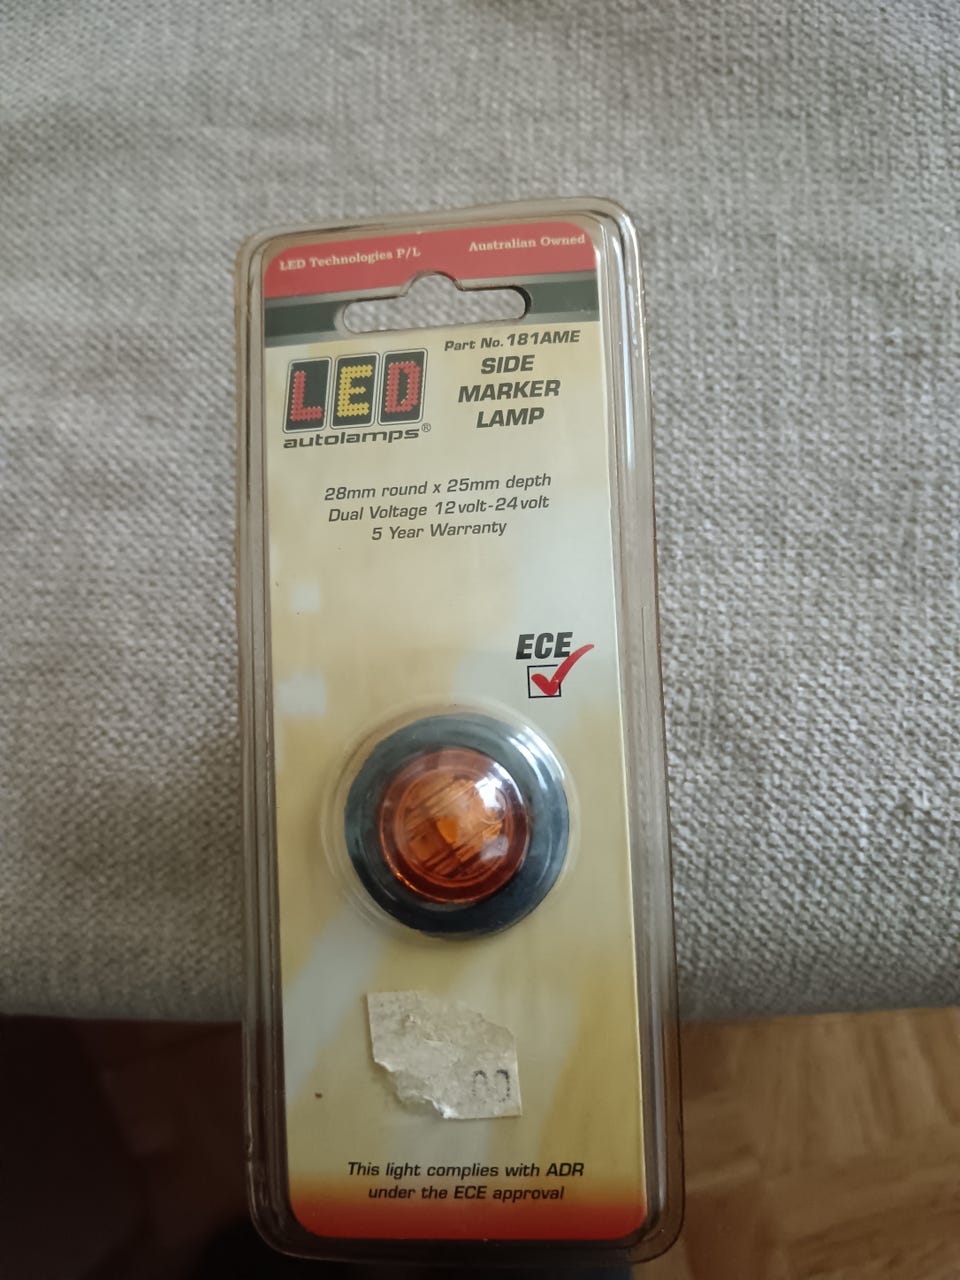 LED Technologies P/L Australian Owned
Part No. 181AME
SIDE
MARKER
LAMP
LED
autolamps®
28mm round x 25mm depth
Dual Voltage 12volt-24volt
5 Year Warranty
ECE
00
This light complies with ADR
under the ECE approval